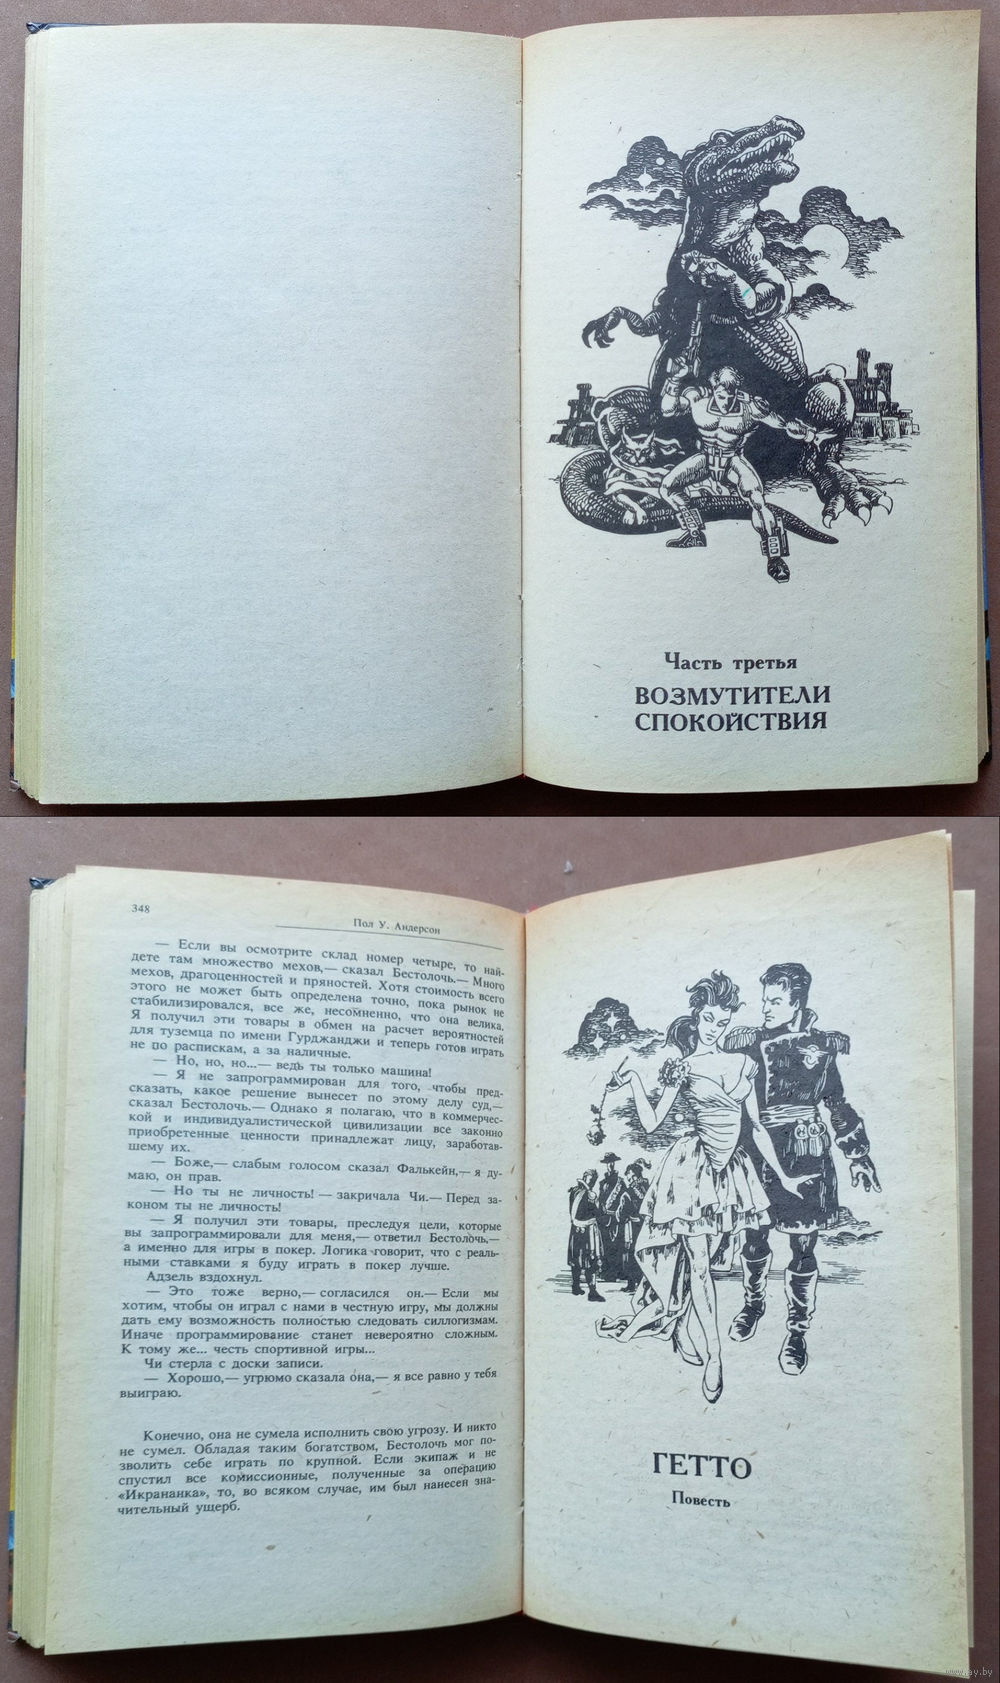 Часть третья
ВОЗМУТИТЕЛИ
СПОКОЙСТВИЯ
348
Пол У. Андерсон
— Если вы осмотрите склад номер четыре, то най-
дете там множество мехов,— сказал Бестолочь.— Много
мехов, драгоценностей и пряностей. Хотя стоимость всего
этого не может быть определена точно, пока рынок не
стабилизировался, все же, несомненно, что она велика.
Я получил эти товары в обмен на расчет вероятностей
для туземца по имени Гурджанджи и теперь готов играть
не по распискам, а за наличные.
— Но, но, но...— ведь ты только машина!
— Я не запрограммирован для того, чтобы пред-
сказать, какое решение вынесет по этому делу суд,—
сказал Бестолочь.— Однако я полагаю, что в коммерчес-
кой и индивидуалистической цивилизации все законно
приобретенные ценности принадлежат лицу, заработав-
шему их.
— Боже,— слабым голосом сказал Фалькейн,— я ду-
маю, он прав.
— Но ты не личность! — закричала Чи.— Перед за-
коном ты не личность!
— Я получил эти товары, преследуя цели, которые
вы запрограммировали для меня,— ответил Бестолочь,—
а именно для игры в покер. Логика говорит, что с реаль-
ными ставками я буду играть в покер лучше.
Адзель вздохнул.
— Это тоже верно,— согласился он.— Если мы
хотим, чтобы он играл с нами в честную игру, мы должны
дать ему возможность полностью следовать силлогизмам.
Иначе программирование станет невероятно сложным.
К тому же... честь спортивной игры...
Чи стерла с доски записи.
— Хорошо,— угрюмо сказала она,— я все равно у тебя
выиграю.
Конечно, она не сумела исполнить свою угрозу. И никто
не сумел. Обладая таким богатством, Бестолочь мог по-
зволить себе играть по крупной. Если экипаж и не
спустил все комиссионные, полученные за операцию
«Икрананка», то, во всяком случае, им был нанесен зна-
чительный ущерб.
ГЕТТО
Повесть
www.ay.by